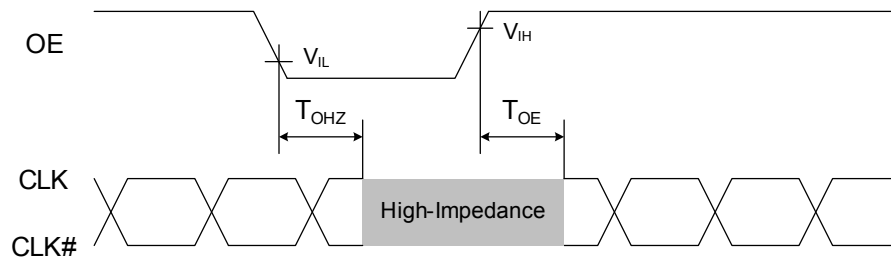 OE
V_IL
V_IH
T_OHZ
T_OE
CLK
High-Impedance
CLK#